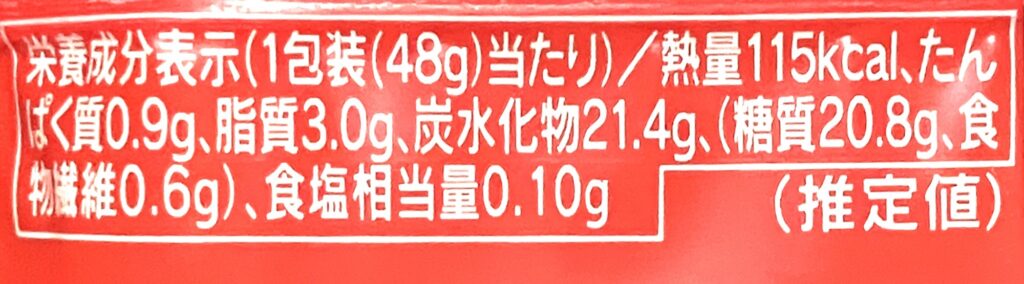 栄養成分表示(1包装(48g)当たり)/熱量115kcal、たん
ぱく質0.9g、脂質3.0g、炭水化物21.4g、(糖質20.8g、食
物繊維0.6g)、食塩相当量0.10g (推定値)